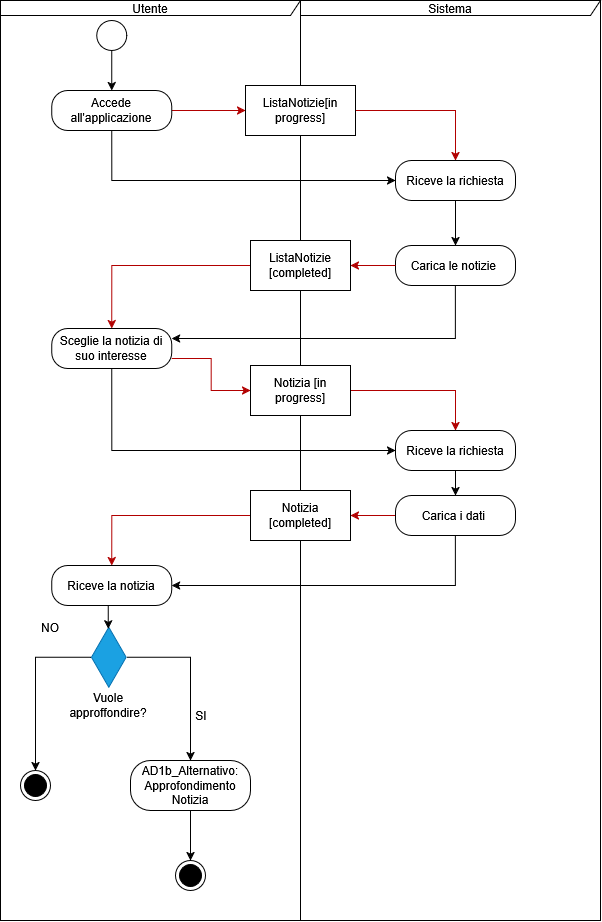 Utente
Sistema
Accede
all'applicazione
ListaNotizie[in
progress]
Riceve la richiesta
ListaNotizie
[completed]
Carica le notizie
Sceglie la notizia di
suo interesse
Notizia [in
progress]
Riceve la richiesta
Notizia
[completed]
Carica i dati
Riceve la notizia
NO
Vuole
approffondire?
SI
AD1b_Alternativo:
Approfondimento
Notizia